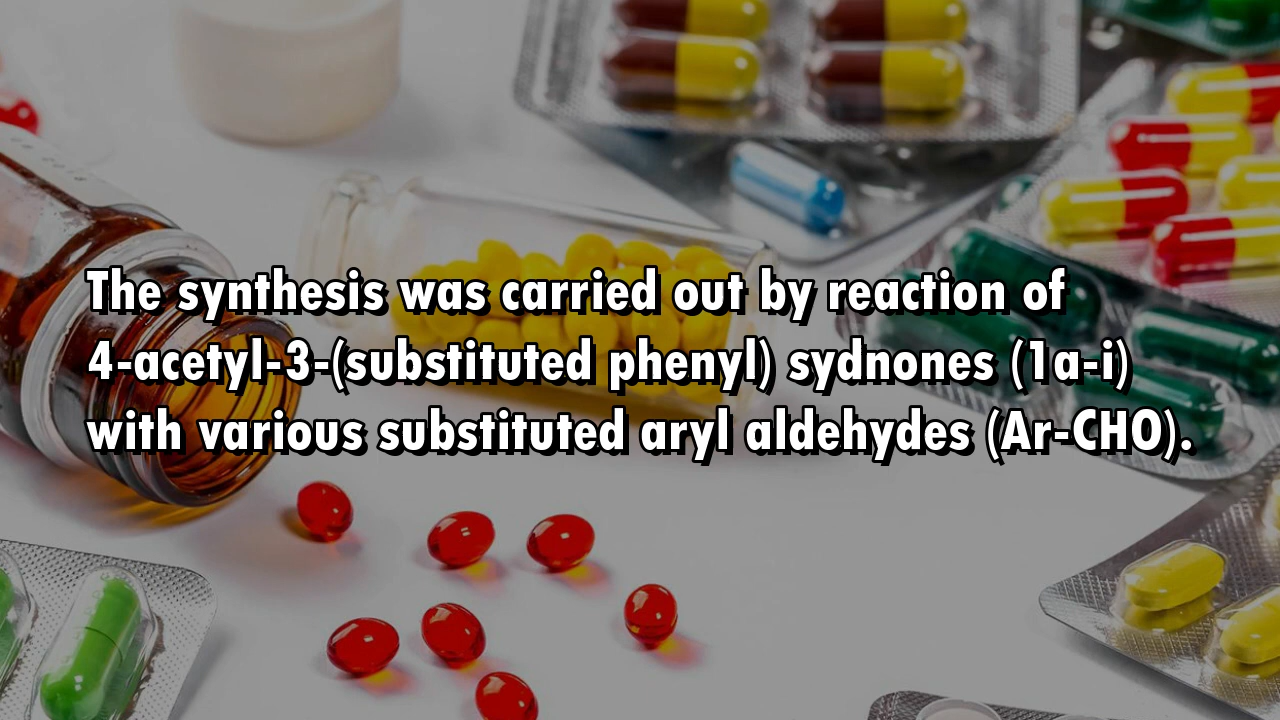 The synthesis was carried out by reaction of
4-acetyl-3-(substituted phenyl) sydnones (1a-i)
with various substituted aryl aldehydes (Ar-CHO).